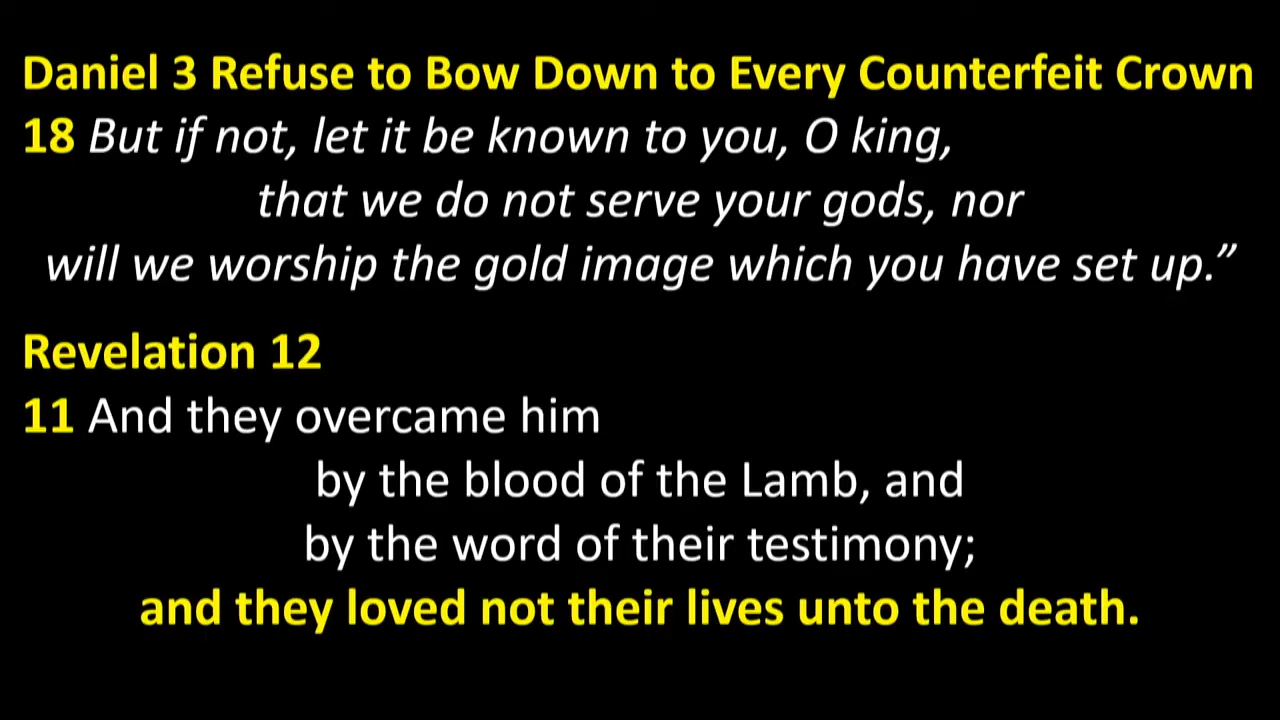 Daniel 3 Refuse to Bow Down to Every Counterfeit Crown
18 But if not, let it be known to you, O king,
that we do not serve your gods, nor
will we worship the gold image which you have set up.”
Revelation 12
11 And they overcame him
by the blood of the Lamb, and
by the word of their testimony;
and they loved not their lives unto the death.